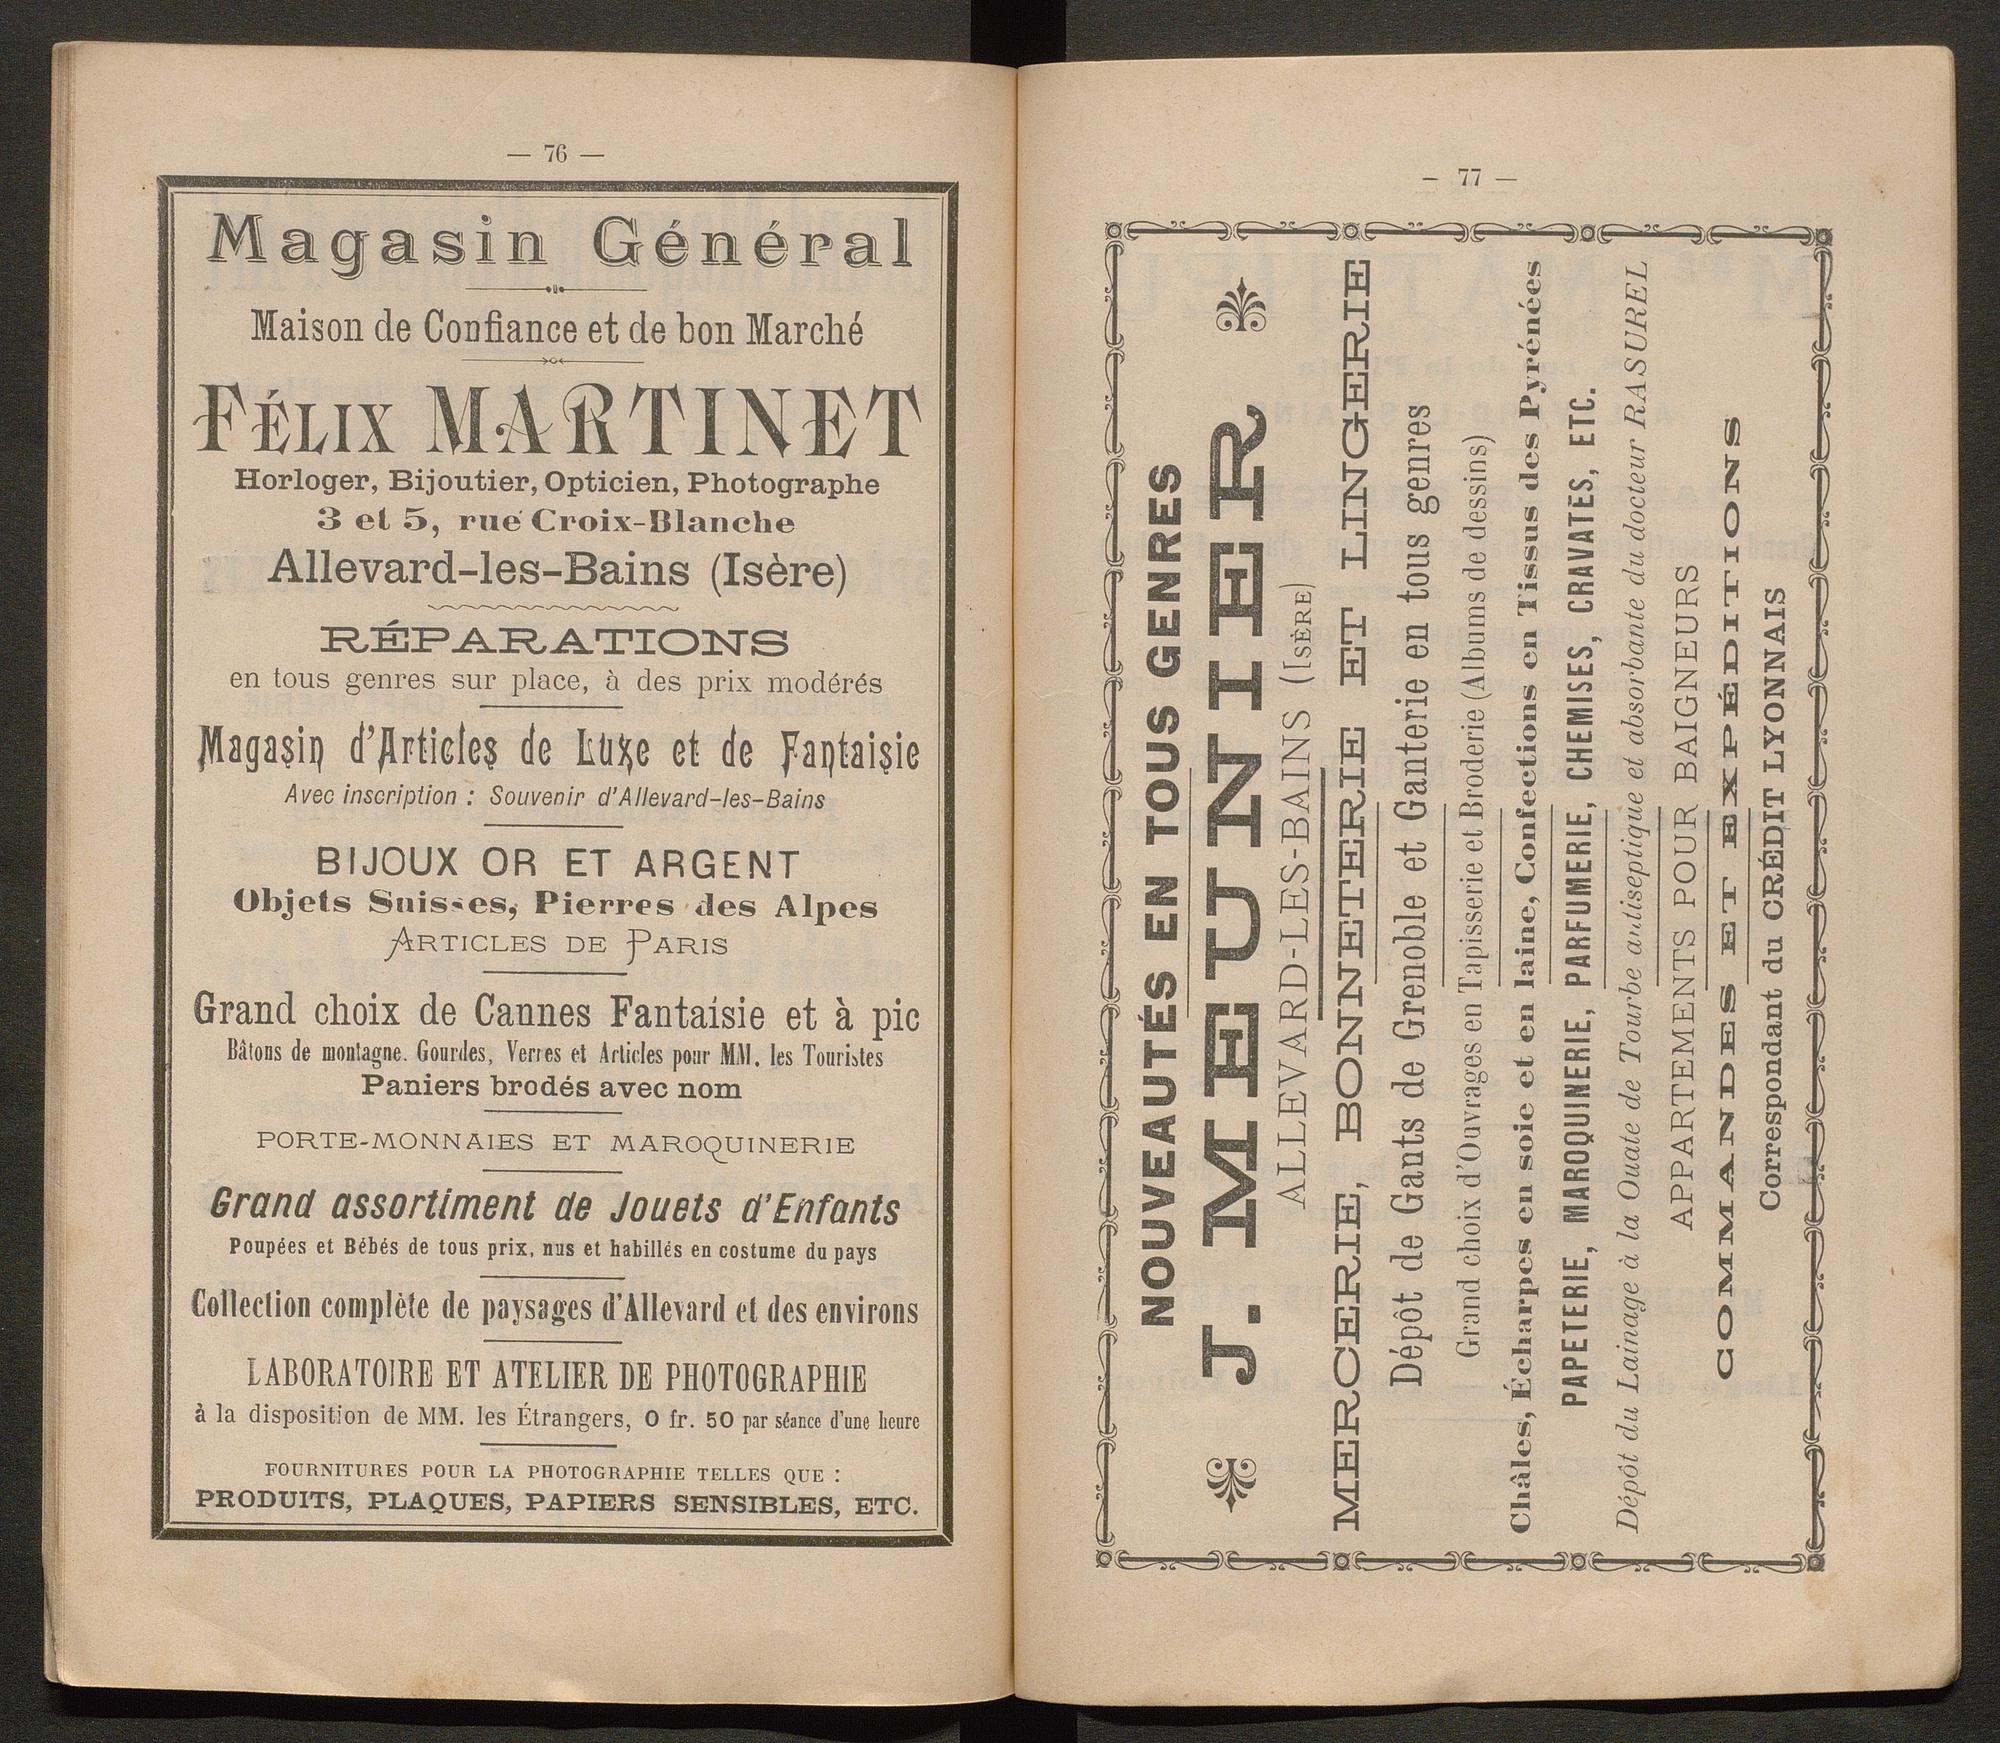 — 76 —
Magasin Général
Maison de Confiance et de bon Marché
FÉLIX MARTINET
Horloger, Bijoutier, Opticien, Photographe
3 et 5, rue Croix-Blanche
Allevard-les-Bains (Isère)
RÉPARATIONS
en tous genres sur place, à des prix modérés
Magasin d'Articles de Luxe et de Fantaisie
Avec inscription : Souvenir d'Allevard-les-Bains
BIJOUX OR ET ARGENT
Objets Suisses, Pierres des Alpes
ARTICLES DE PARIS
Grand choix de Cannes Fantaisie et à pic
Bâtons de montagne. Gourdes, Verres et Articles pour MM. les Touristes
Paniers brodés avec nom
PORTE-MONNAIES ET MAROQUINERIE
Grand assortiment de Jouets d'Enfants
Poupées et Bébés de tous prix, nus et habillés en costume du pays
Collection complète de paysages d'Allevard et des environs
LABORATOIRE ET ATELIER DE PHOTOGRAPHIE
à la disposition de MM. les Étrangers, 0 fr. 50 par séance d'une heure
FOURNITURES POUR LA PHOTOGRAPHIE TELLES QUE :
PRODUITS, PLAQUES, PAPIERS SENSIBLES, ETC.
— 77 —
NOUVEAUTÉS EN TOUS GENRES
J. MEUNIER
ALLEVARD-LES-BAINS (ISÈRE)
MERCERIE, BONNETERIE ET LINGERIE
Dépôt de Gants de Grenoble et Ganterie en tous genres
Grand choix d'Ouvrages en Tapisserie et Broderie (Albums de dessins)
Châles, Écharpes en soie et en laine, Confections en Tissus des Pyrénées
PAPETERIE, MAROQUINERIE, PARFUMERIE, CHEMISES, CRAVATES, ETC.
Dépôt du Lainage à la Ouate de Tourbe antiseptique et absorbante du docteur RASUREL
APPARTEMENTS POUR BAIGNEURS
COMMANDES ET EXPÉDITIONS
Correspondant du CRÉDIT LYONNAIS